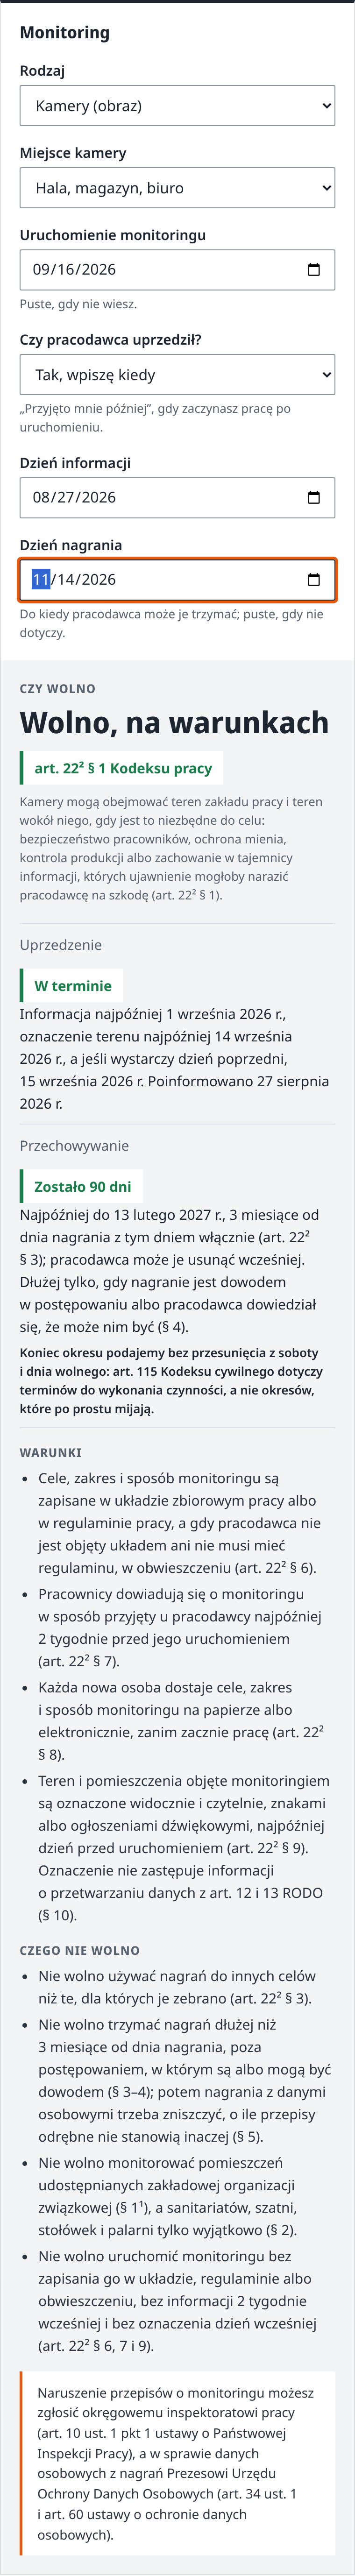 Monitoring
Rodzaj
Kamery (obraz)
Miejsce kamery
Hala, magazyn, biuro
Uruchomienie monitoringu
09/16/2026
Puste, gdy nie wiesz.
Czy pracodawca uprzedził?
Tak, wpiszę kiedy
„Przyjęto mnie później”, gdy zaczynasz pracę po
uruchomieniu.
Dzień informacji
08/27/2026
Dzień nagrania
11/14/2026
Do kiedy pracodawca może je trzymać; puste, gdy nie
dotyczy.
CZY WOLNO
Wolno, na warunkach
art. 22² § 1 Kodeksu pracy
Kamery mogą obejmować teren zakładu pracy i teren
wokół niego, gdy jest to niezbędne do celu:
bezpieczeństwo pracowników, ochrona mienia,
kontrola produkcji albo zachowanie w tajemnicy
informacji, których ujawnienie mogłoby narazić
pracodawcę na szkodę (art. 22² § 1).
Uprzedzenie
W terminie
Informacja najpóźniej 1 września 2026 r.,
oznaczenie terenu najpóźniej 14 września
2026 r., a jeśli wystarczy dzień poprzedni,
15 września 2026 r. Poinformowano 27 sierpnia
2026 r.
Przechowywanie
Zostało 90 dni
Najpóźniej do 13 lutego 2027 r., 3 miesiące od
dnia nagrania z tym dniem włącznie (art. 22²
§ 3); pracodawca może je usunąć wcześniej.
Dłużej tylko, gdy nagranie jest dowodem
w postępowaniu albo pracodawca dowiedział
się, że może nim być (§ 4).
Koniec okresu podajemy bez przesunięcia z soboty
i dnia wolnego: art. 115 Kodeksu cywilnego dotyczy
terminów do wykonania czynności, a nie okresów,
które po prostu mijają.
WARUNKI
• Cele, zakres i sposób monitoringu są
zapisane w układzie zbiorowym pracy albo
w regulaminie pracy, a gdy pracodawca nie
jest objęty układem ani nie musi mieć
regulaminu, w obwieszczeniu (art. 22² § 6).
• Pracownicy dowiadują się o monitoringu
w sposób przyjęty u pracodawcy najpóźniej
2 tygodnie przed jego uruchomieniem
(art. 22² § 7).
• Każda nowa osoba dostaje cele, zakres
i sposób monitoringu na papierze albo
elektronicznie, zanim zacznie pracę (art. 22²
§ 8).
• Teren i pomieszczenia objęte monitoringiem
są oznaczone widocznie i czytelnie, znakami
albo ogłoszeniami dźwiękowymi, najpóźniej
dzień przed uruchomieniem (art. 22² § 9).
Oznaczenie nie zastępuje informacji
o przetwarzaniu danych z art. 12 i 13 RODO
(§ 10).
CZEGO NIE WOLNO
• Nie wolno używać nagrań do innych celów
niż te, dla których je zebrano (art. 22² § 3).
• Nie wolno trzymać nagrań dłużej niż
3 miesiące od dnia nagrania, poza
postępowaniem, w którym są albo mogą być
dowodem (§ 3–4); potem nagrania z danymi
osobowymi trzeba zniszczyć, o ile przepisy
odrębne nie stanowią inaczej (§ 5).
• Nie wolno monitorować pomieszczeń
udostępnianych zakładowej organizacji
związkowej (§ 1¹), a sanitariatów, szatni,
stołówek i palarni tylko wyjątkowo (§ 2).
• Nie wolno uruchomić monitoringu bez
zapisania go w układzie, regulaminie albo
obwieszczeniu, bez informacji 2 tygodnie
wcześniej i bez oznaczenia dzień wcześniej
(art. 22² § 6, 7 i 9).
Naruszenie przepisów o monitoringu możesz
zgłosić okręgowemu inspektoratowi pracy
(art. 10 ust. 1 pkt 1 ustawy o Państwowej
Inspekcji Pracy), a w sprawie danych
osobowych z nagrań Prezesowi Urzędu
Ochrony Danych Osobowych (art. 34 ust. 1
i art. 60 ustawy o ochronie danych
osobowych).